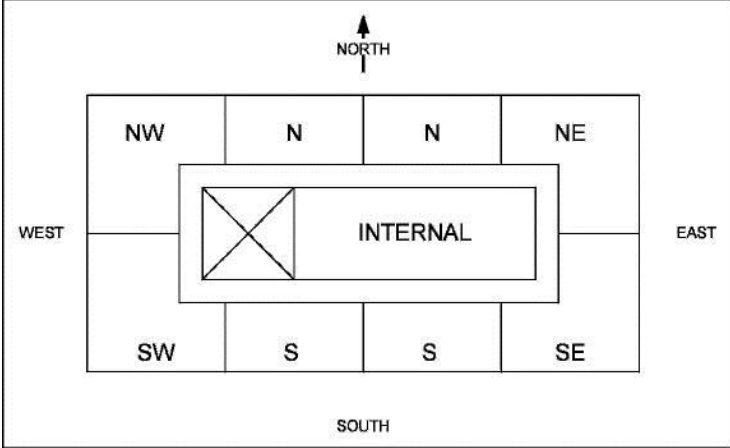 NORTH
NW N N NE
WEST INTERNAL EAST
SW S S SE
SOUTH